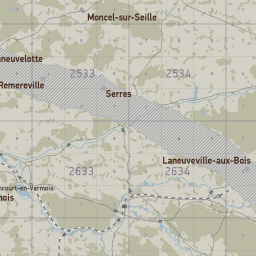 Moncel-sur-Seille
aneuvelotte
2533
2534
Remereville
Serres
Laneuveville-aux-Bois
2633
2634
ncourt-en-Vermois
nois